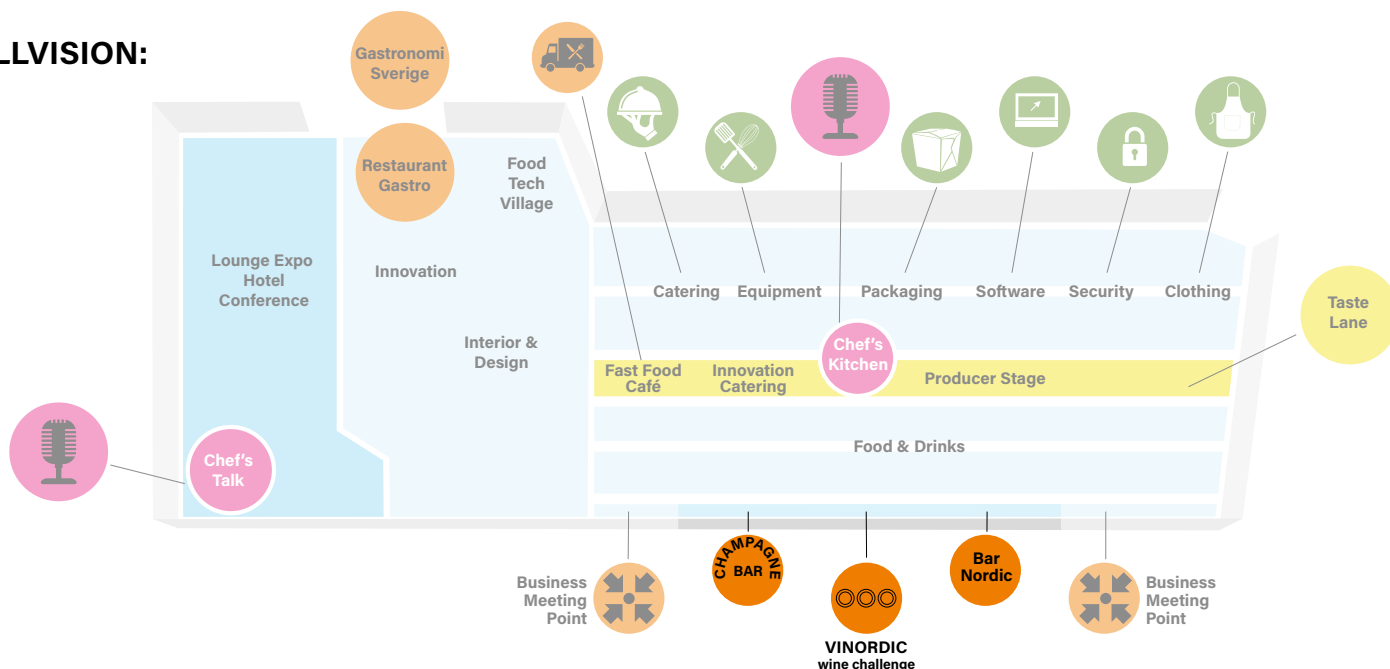 LLVISION:
Gastronomi
Sverige
Restaurant
Gastro
Food
Tech
Village
Lounge Expo
Hotel
Conference
Innovation
Interior &
Design
Catering
Equipment
Packaging
Software
Security
Clothing
Taste
Lane
Chef's
Kitchen
Fast Food
Café
Innovation
Catering
Producer Stage
Food & Drinks
Chef's
Talk
Business
Meeting
Point
CHAMPAGNE
BAR
VINORDIC
wine challenge
Bar
Nordic
Business
Meeting
Point